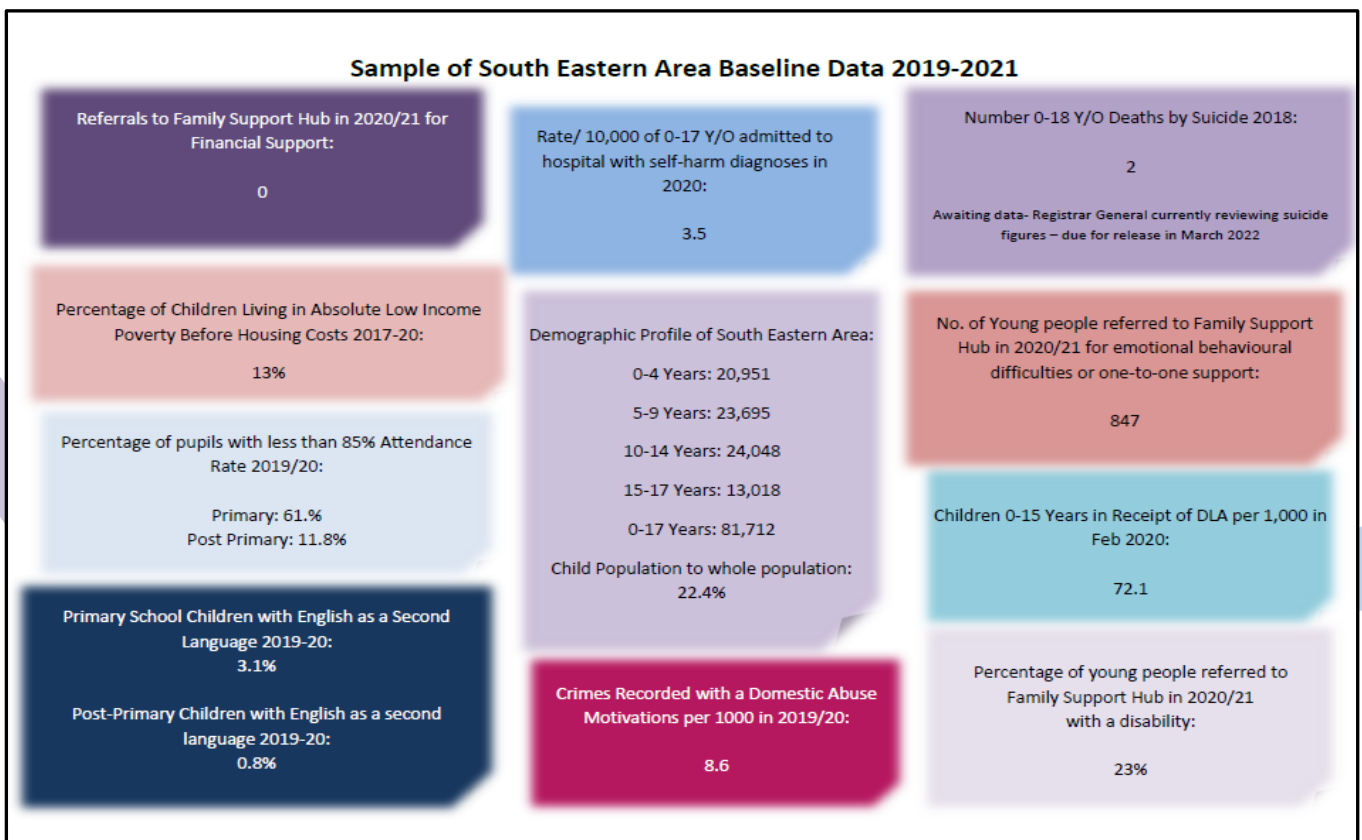 Sample of South Eastern Area Baseline Data 2019-2021
Referrals to Family Support Hub in 2020/21 for
Financial Support:
0
Percentage of Children Living in Absolute Low Income
Poverty Before Housing Costs 2017-20:
13%
Percentage of pupils with less than 85% Attendance
Rate 2019/20:
Primary: 61.%
Post Primary: 11.8%
Primary School Children with English as a Second
Language 2019-20:
3.1%
Post-Primary Children with English as a second
language 2019-20:
0.8%
Rate/ 10,000 of 0-17 Y/O admitted to
hospital with self-harm diagnoses in
2020:
3.5
Demographic Profile of South Eastern Area:
0-4 Years: 20,951
5-9 Years: 23,695
10-14 Years: 24,048
15-17 Years: 13,018
0-17 Years: 81,712
Child Population to whole population:
22.4%
Crimes Recorded with a Domestic Abuse
Motivations per 1000 in 2019/20:
8.6
Number 0-18 Y/O Deaths by Suicide 2018:
2
Awaiting data- Registrar General currently reviewing suicide
figures – due for release in March 2022
No. of Young people referred to Family Support
Hub in 2020/21 for emotional behavioural
difficulties or one-to-one support:
847
Children 0-15 Years in Receipt of DLA per 1,000 in
Feb 2020:
72.1
Percentage of young people referred to
Family Support Hub in 2020/21
with a disability:
23%